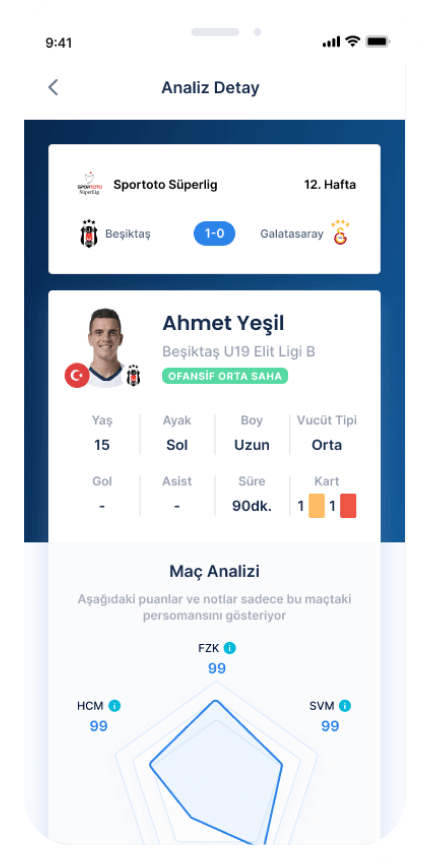 9:41
Analiz Detay
SPORTOTO
SüperLig
Sportoto Süperlig
12. Hafta
Beşiktaş
1-0
Galatasaray
Ahmet Yeşil
Beşiktaş U19 Elit Ligi B
OFANSİF ORTA SAHA
Yaş Ayak Boy Vucüt Tipi
15 Sol Uzun Orta
Gol Asist Süre Kart
- - 90dk. 1 1
Maç Analizi
Aşağıdaki puanlar ve notlar sadece bu maçtaki
persomansını gösteriyor
FZK
99
HCM
99
SVM
99